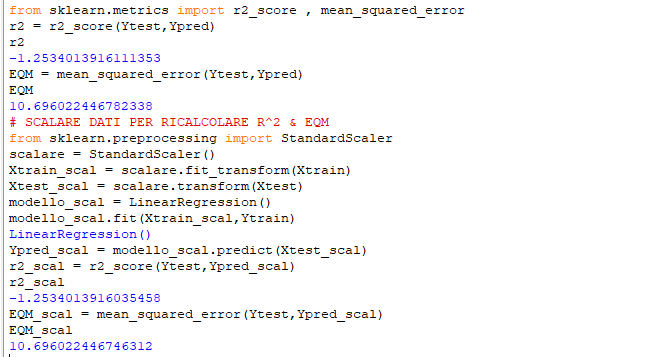 from sklearn.metrics import r2_score , mean_squared_error
r2 = r2_score(Ytest,Ypred)
r2
-1.2534013916111353
EQM = mean_squared_error(Ytest,Ypred)
EQM
10.696022446782338
# SCALARE DATI PER RICALCOLARE R^2 & EQM
from sklearn.preprocessing import StandardScaler
scalare = StandardScaler()
Xtrain_scal = scalare.fit_transform(Xtrain)
Xtest_scal = scalare.transform(Xtest)
modello_scal = LinearRegression()
modello_scal.fit(Xtrain_scal,Ytrain)
LinearRegression()
Ypred_scal = modello_scal.predict(Xtest_scal)
r2_scal = r2_score(Ytest,Ypred_scal)
r2_scal
-1.2534013916035458
EQM_scal = mean_squared_error(Ytest,Ypred_scal)
EQM_scal
10.696022446746312